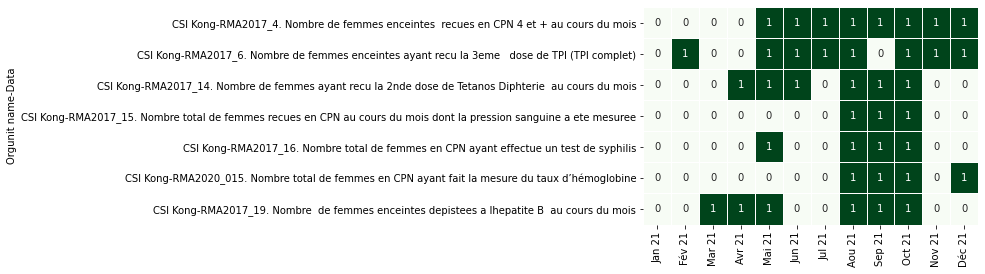 Orgunit name-Data
CSI Kong-RMA2017_4. Nombre de femmes enceintes  recues en CPN 4 et + au cours du mois 0 0 0 0 1 1 1 1 1 1 1 1
CSI Kong-RMA2017_6. Nombre de femmes enceintes ayant recu la 3eme   dose de TPI (TPI complet) 0 1 0 0 1 1 1 1 0 1 1 1
CSI Kong-RMA2017_14. Nombre de femmes ayant recu la 2nde dose de Tetanos Diphterie  au cours du mois 0 0 0 1 1 1 0 1 1 1 0 0
CSI Kong-RMA2017_15. Nombre total de femmes recues en CPN au cours du mois dont la pression sanguine a ete mesuree 0 0 0 0 0 0 0 1 1 1 0 0
CSI Kong-RMA2017_16. Nombre total de femmes en CPN ayant effectue un test de syphilis 0 0 0 0 1 0 0 1 1 1 0 0
CSI Kong-RMA2020_015. Nombre total de femmes en CPN ayant fait la mesure du taux d’hémoglobine 0 0 0 0 0 0 0 1 1 1 0 1
CSI Kong-RMA2017_19. Nombre  de femmes enceintes depistees a lhepatite B  au cours du mois 0 0 1 1 1 0 0 1 1 1 0 0
Jan 21 Fév 21 Mar 21 Avr 21 Mai 21 Jun 21 Jul 21 Aou 21 Sep 21 Oct 21 Nov 21 Déc 21